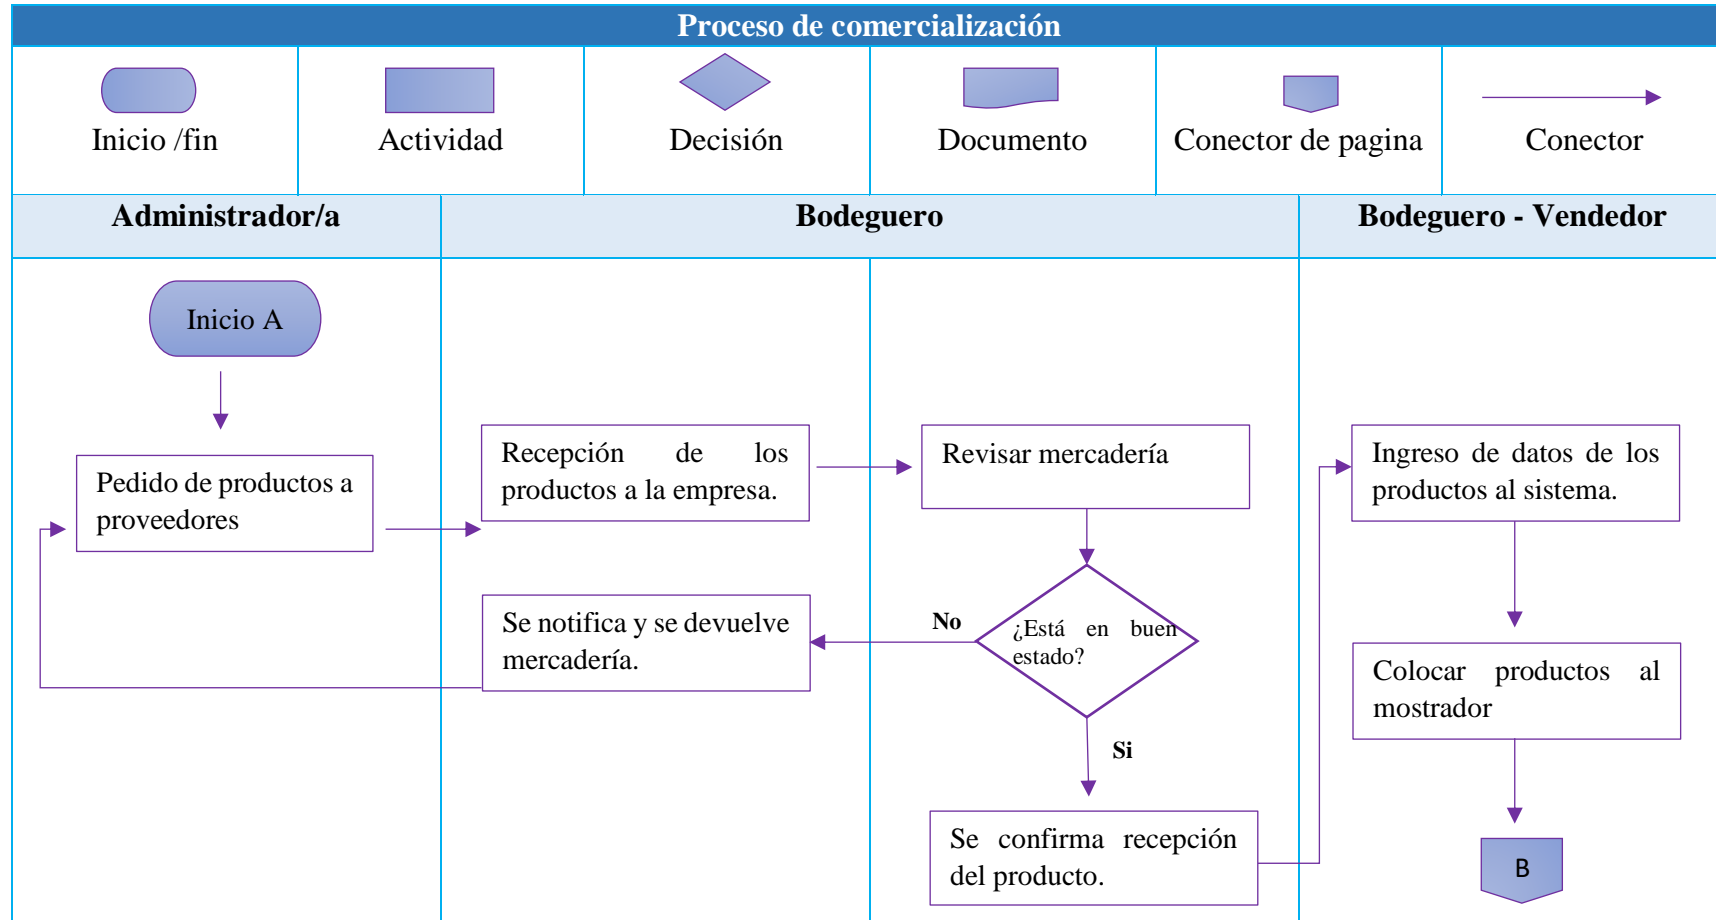 Proceso de comercialización
Inicio /fin
Actividad
Decisión
Documento
Conector de pagina
Conector
Administrador/a
Bodeguero
Bodeguero - Vendedor
Inicio A
Pedido de productos a
proveedores
Recepción de los
productos a la empresa.
Revisar mercadería
¿Está en buen
estado?
No
Se notifica y se devuelve
mercadería.
Si
Se confirma recepción
del producto.
Ingreso de datos de los
productos al sistema.
Colocar productos al
mostrador
B